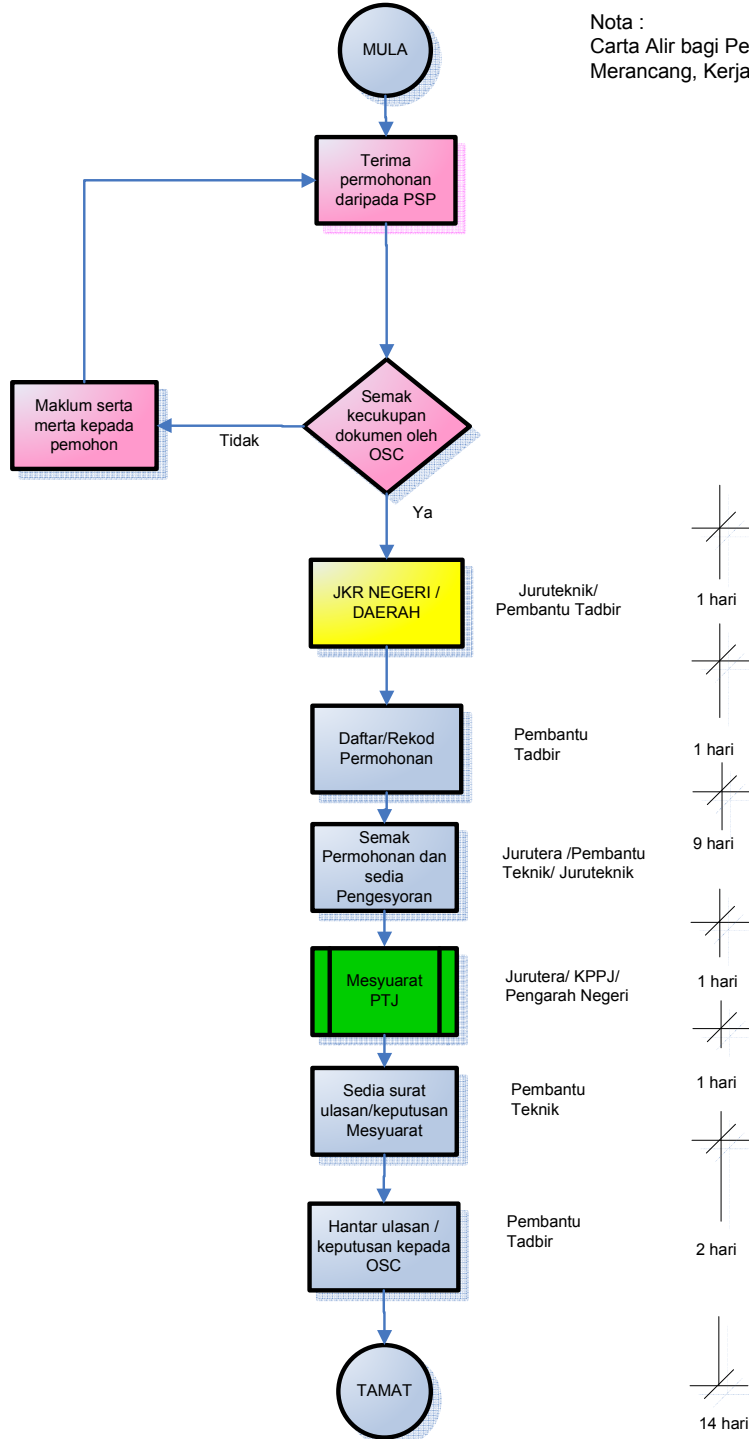 MULA
Nota :
Carta Alir bagi Pe
Merancang, Kerja
Terima
permohonan
daripada PSP
Maklum serta
merta kepada
pemohon
Tidak
Semak
kecukupan
dokumen oleh
OSC
Ya
JKR NEGERI /
DAERAH
Juruteknik/
Pembantu Tadbir
1 hari
Daftar/Rekod
Permohonan
Pembantu
Tadbir
1 hari
Semak
Permohonan dan
sedia
Pengesyoran
Jurutera /Pembantu
Teknik/ Juruteknik
9 hari
Mesyuarat
PTJ
Jurutera/ KPPJ/
Pengarah Negeri
1 hari
Sedia surat
ulasan/keputusan
Mesyuarat
Pembantu
Teknik
1 hari
Hantar ulasan /
keputusan kepada
OSC
Pembantu
Tadbir
2 hari
TAMAT
14 hari